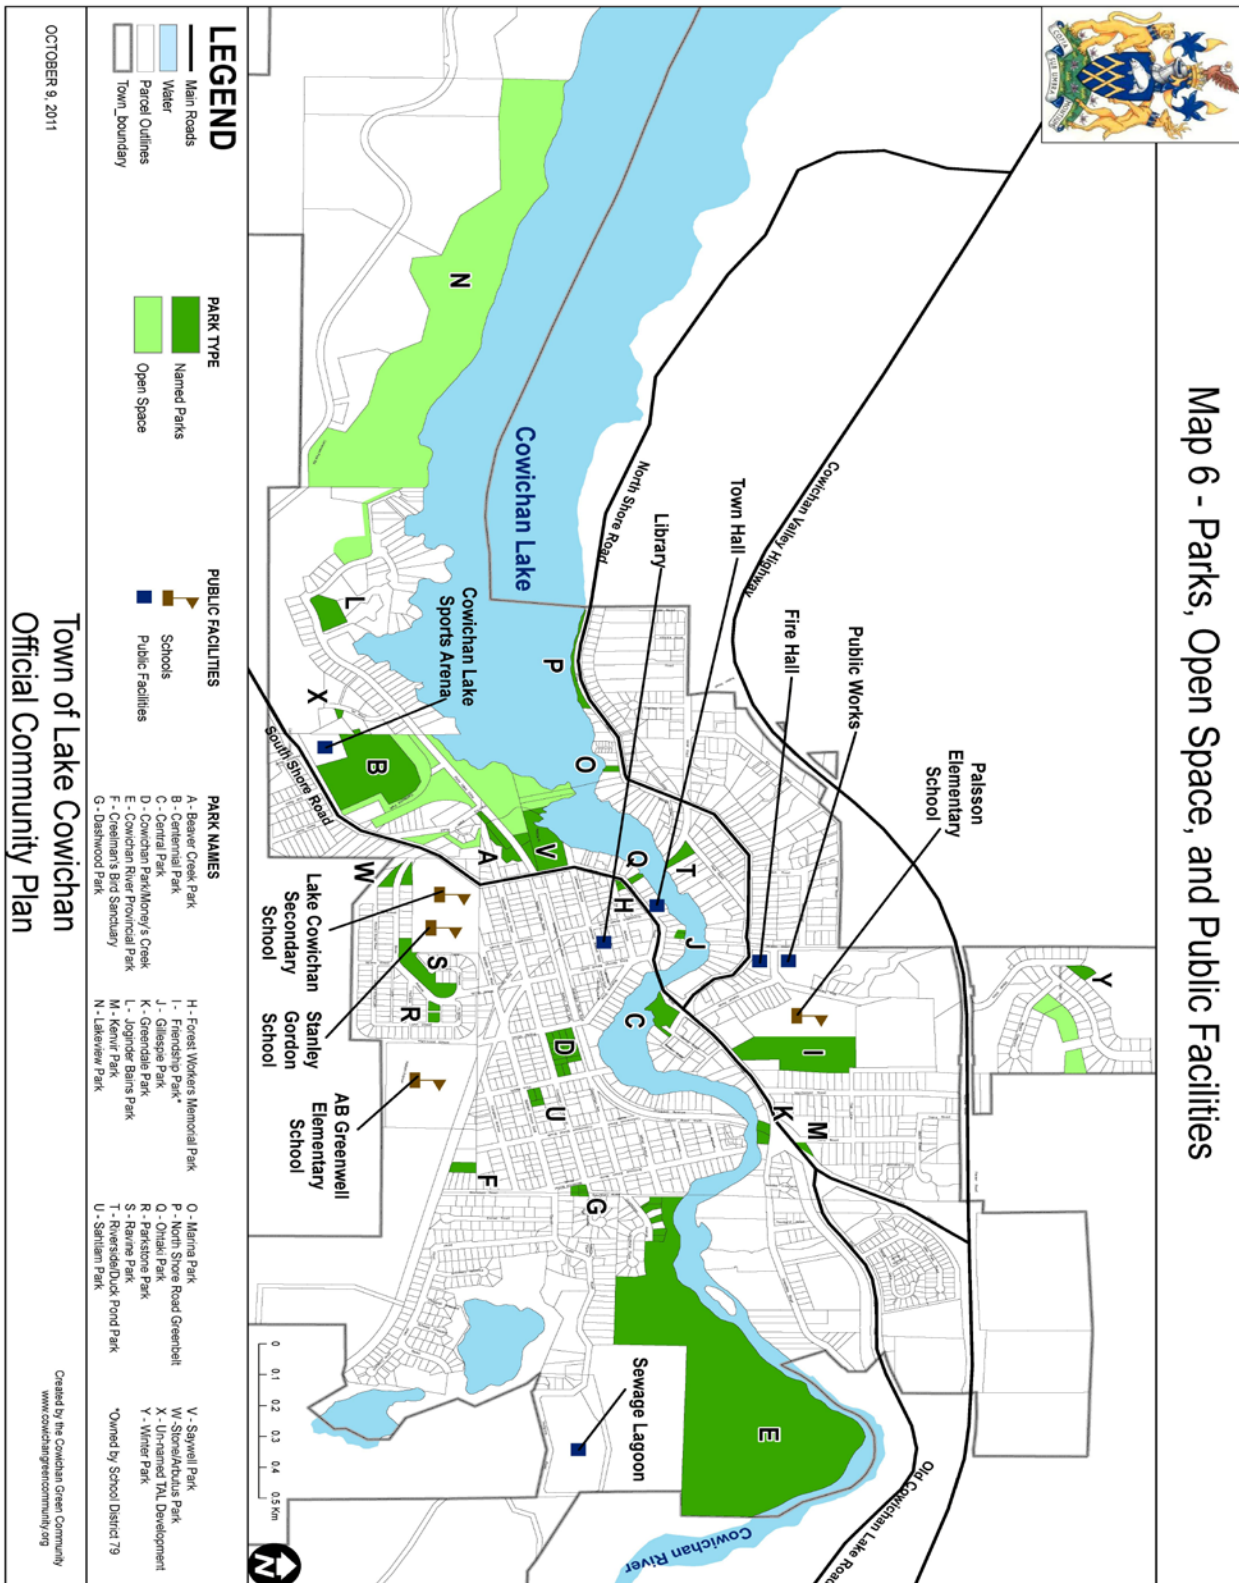 Map 6 - Parks, Open Space, and Public Facilities
Cowichan Valley Highway
North Shore Road
Cowichan Lake
Town Hall
Library
Fire Hall
Public Works
Palsson
Elementary
School
Cowichan Lake
Sports Arena
South Shore Road
Lake Cowichan
Secondary
School
Stanley
Gordon
School
AB Greenwell
Elementary
School
Sewage Lagoon
Old Cowichan Lake Road
Cowichan River
N
L
X
B
P
O
V
A
W
Q
H
T
J
S
R
C
D
U
I
K
M
Y
F
G
E
0 0.1 0.2 0.3 0.4 0.5 Km
N
LEGEND
Main Roads
Water
Parcel Outlines
Town_boundary
PARK TYPE
Named Parks
Open Space
PUBLIC FACILITIES
Schools
Public Facilities
PARK NAMES
A - Beaver Creek Park
B - Centennial Park
C - Central Park
D - Cowichan Park/Money's Creek
E - Cowichan River Provincial Park
F - Creelman's Bird Sanctuary
G - Dashwood Park
H - Forest Workers Memorial Park
I - Friendship Park*
J - Gillespie Park
K - Greendale Park
L - Joginder Bains Park
M - Kenvir Park
N - Lakeview Park
O - Marina Park
P - North Shore Road Greenbelt
Q - Ohtaki Park
R - Parkstone Park
S - Ravine Park
T - Riverside/Duck Pond Park
U - Sahtlam Park
V - Saywell Park
W -Stone/Arbutus Park
X - Un-named TAL Development
Y - Winter Park
*Owned by School District 79
OCTOBER 9, 2011
Town of Lake Cowichan
Official Community Plan
Created by the Cowichan Green Community
www.cowichangreencommunity.org